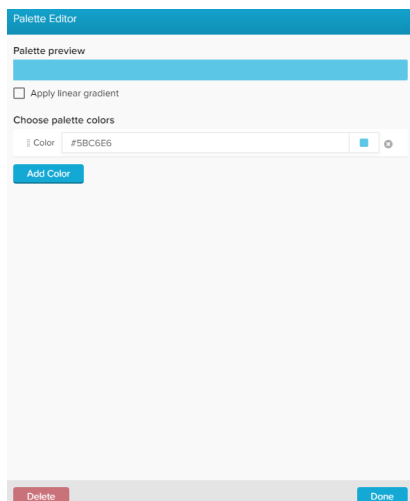 Palette Editor
Palette preview
Apply linear gradient
Choose palette colors
Color #5BC6E6
Add Color
Delete Done